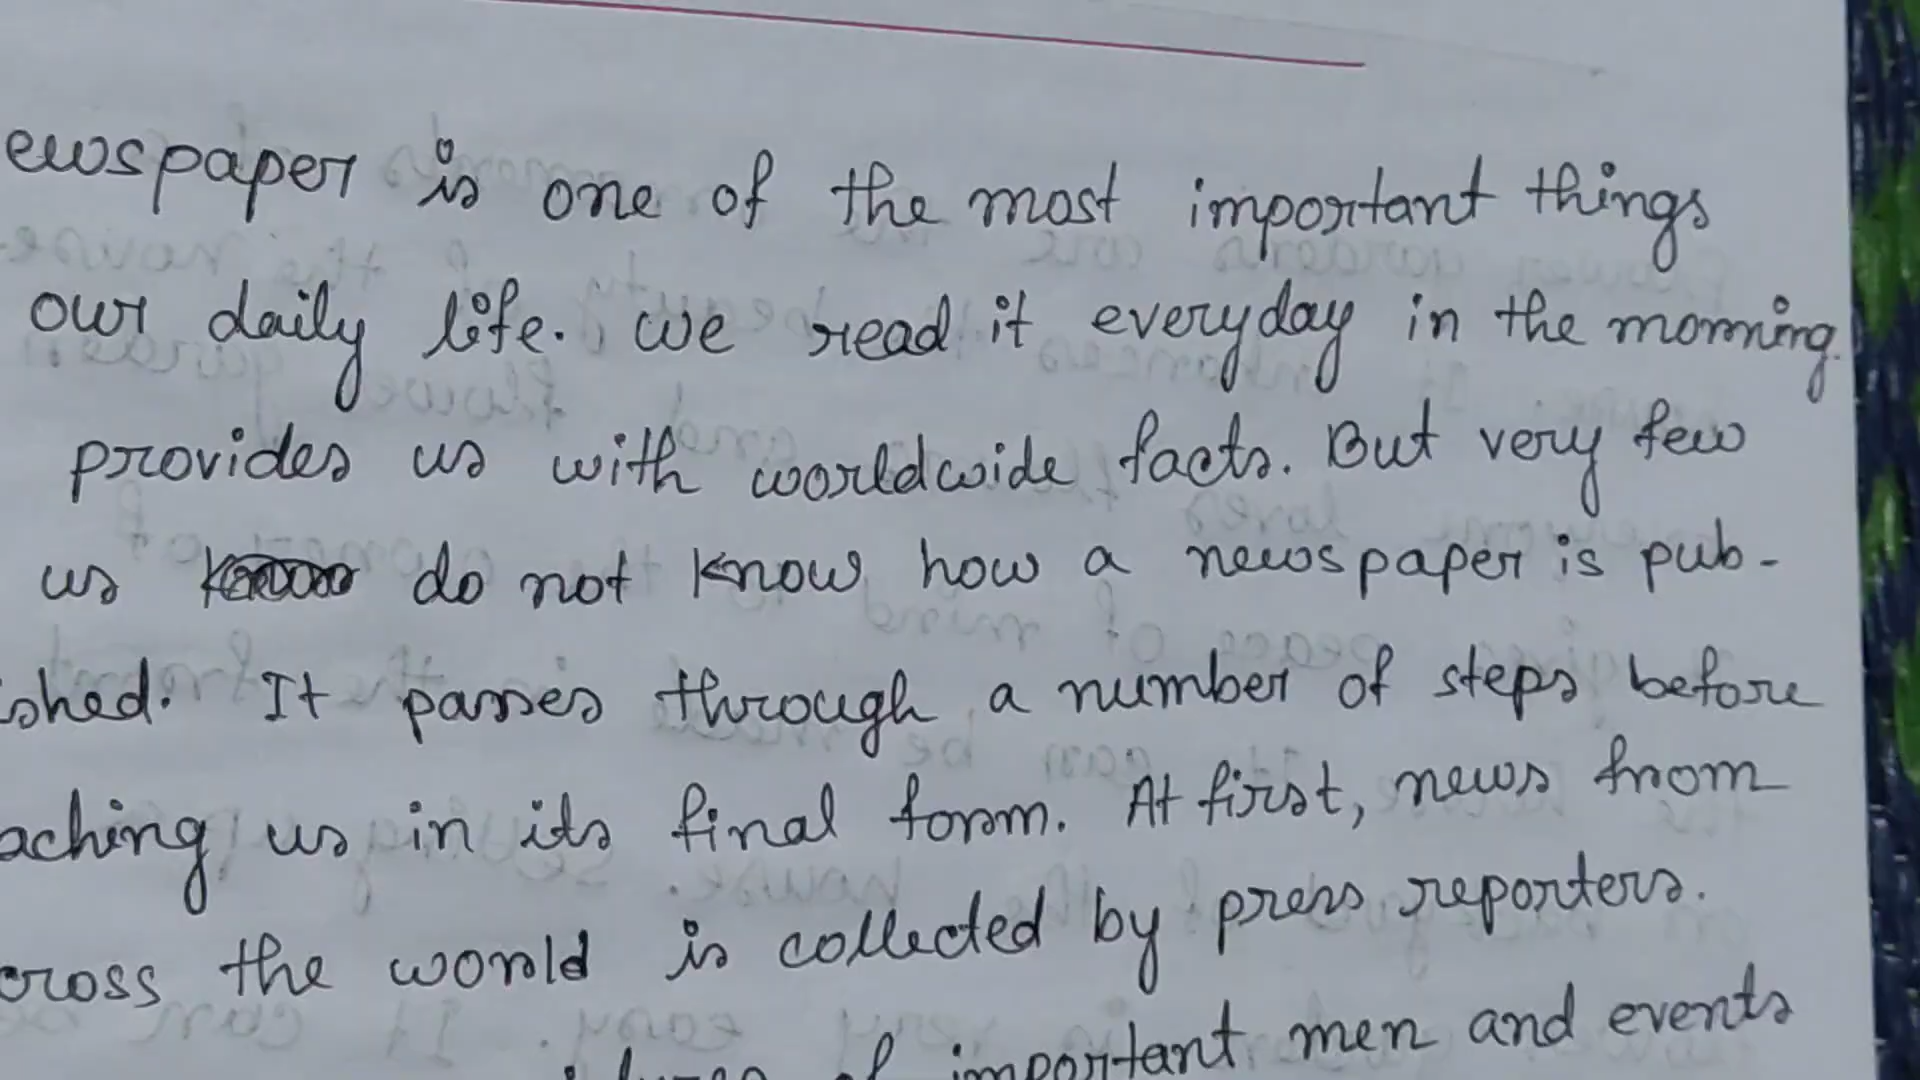 ewspaper is one of the most important things
our daily life. We read it everyday in the morning.
provides us with worldwide facts. But very few
us do not know how a newspaper is pub-
shed. It passes through a number of steps before
aching us in its final form. At first, news from
cross the world is collected by press reporters.
of important men and events